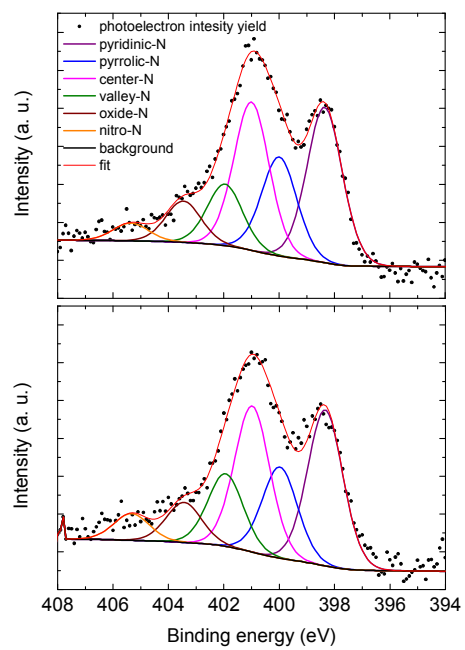 photoelectron intesity yield
pyridinic-N
pyrrolic-N
center-N
valley-N
oxide-N
nitro-N
background
fit
Intensity (a. u.)
Intensity (a. u.)
408 406 404 402 400 398 396 394
Binding energy (eV)